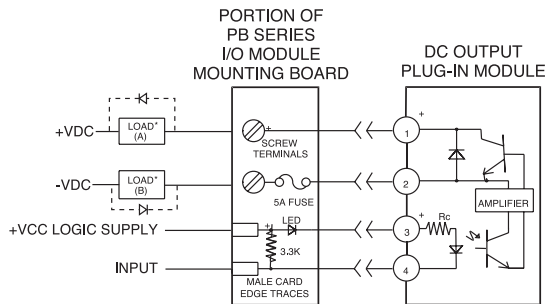 PORTION OF
PB SERIES
I/O MODULE
MOUNTING BOARD
DC OUTPUT
PLUG-IN MODULE
+VDC
LOAD*
(A)
+
SCREW
TERMINALS
1
+
-VDC
LOAD*
(B)
5A FUSE
2
AMPLIFIER
+VCC LOGIC SUPPLY
+
LED
3
+
Rc
3.3K
INPUT
4
MALE CARD
EDGE TRACES